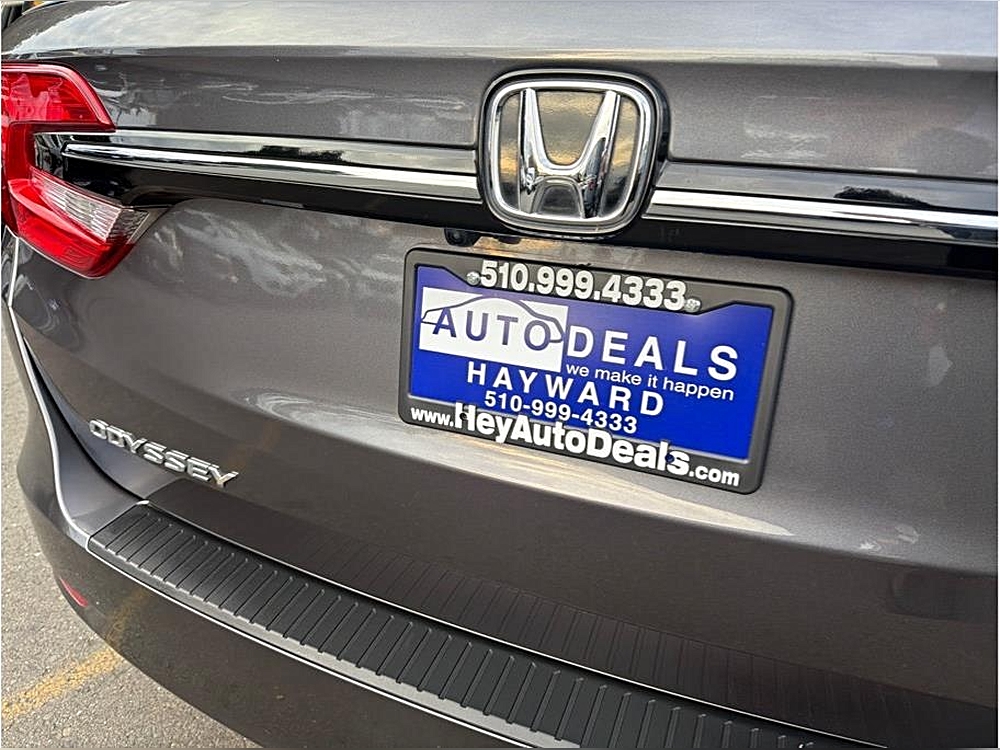 510.999.4333
AUTO DEALS
we make it happen
HAYWARD
510-999-4333
www.HeyAutoDeals.com
ODYSSEY